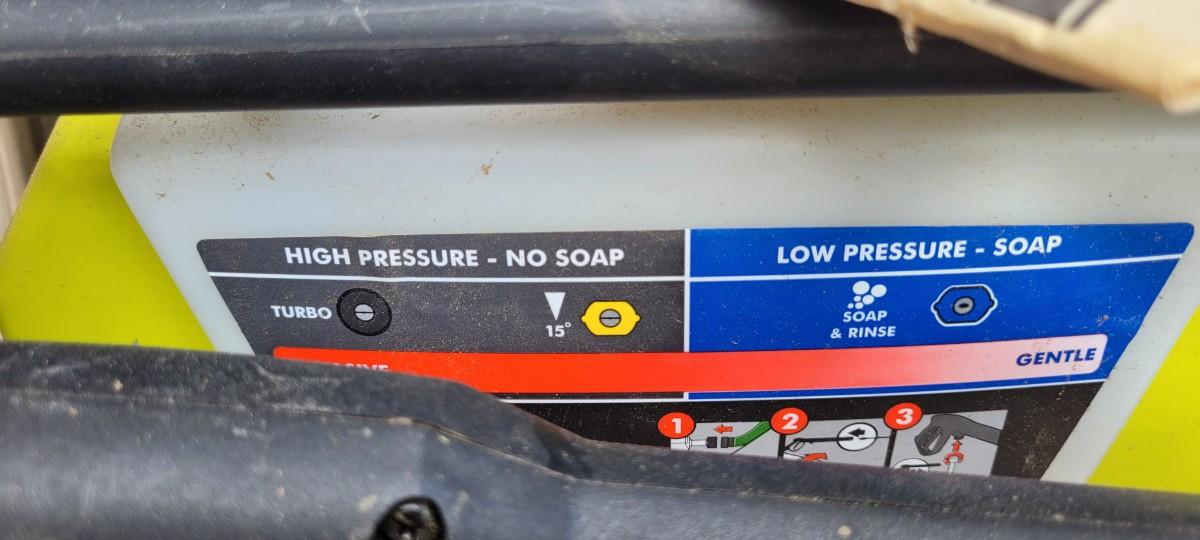 HIGH PRESSURE - NO SOAP
LOW PRESSURE - SOAP
TURBO
15°
SOAP
& RINSE
GENTLE
1
2
3